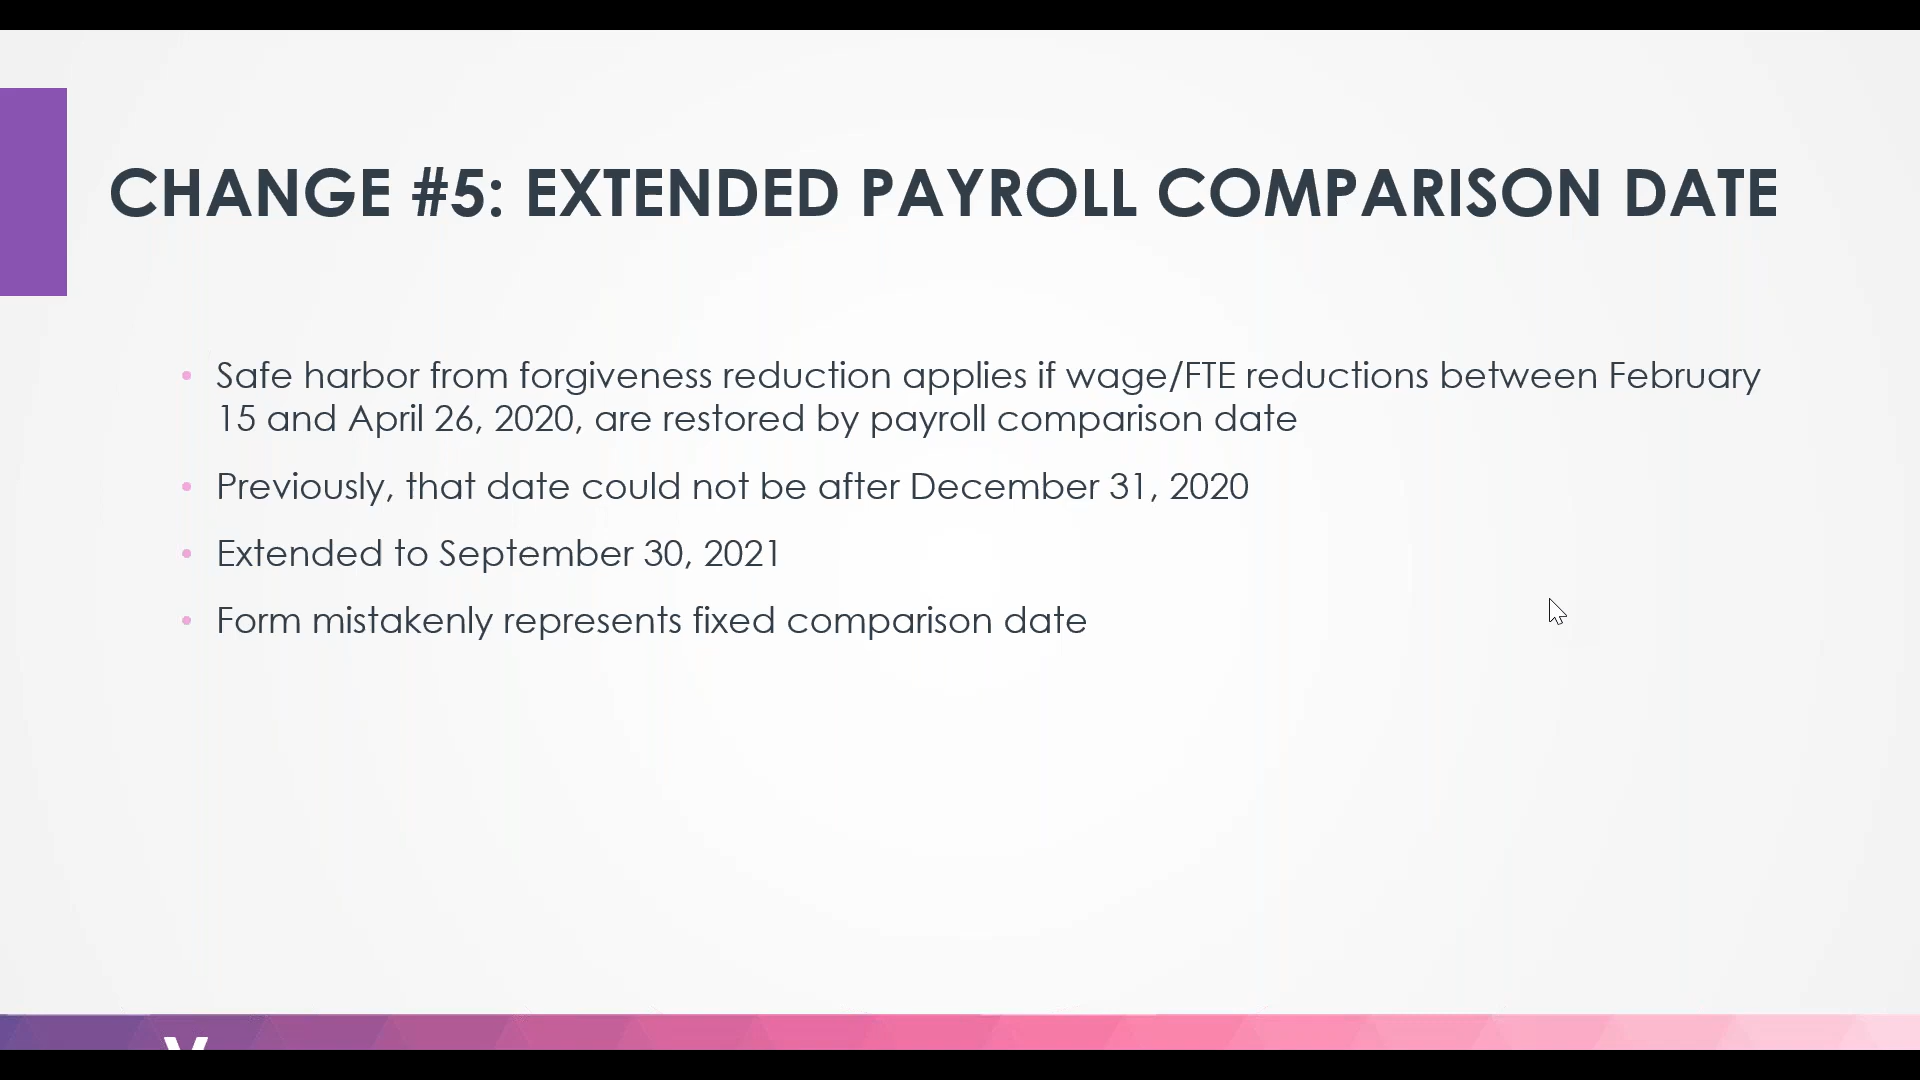 CHANGE #5: EXTENDED PAYROLL COMPARISON DATE
• Safe harbor from forgiveness reduction applies if wage/FTE reductions between February
15 and April 26, 2020, are restored by payroll comparison date
• Previously, that date could not be after December 31, 2020
• Extended to September 30, 2021
• Form mistakenly represents fixed comparison date